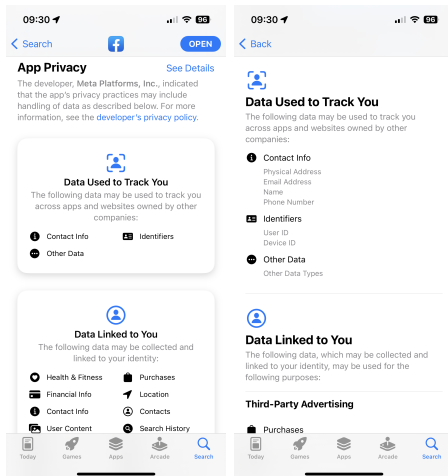 09:30
96
Search
OPEN
App Privacy
See Details
The developer, Meta Platforms, Inc., indicated
that the app's privacy practices may include
handling of data as described below. For more
information, see the developer's privacy policy.
Data Used to Track You
The following data may be used to track you
across apps and websites owned by other
companies:
Contact Info
Identifiers
Other Data
Data Linked to You
The following data may be collected and
linked to your identity:
Health & Fitness
Purchases
Financial Info
Location
Contact Info
Contacts
User Content
Search History
Today
Games
Apps
Arcade
Search
09:30
96
Back
Data Used to Track You
The following data may be used to track you
across apps and websites owned by other
companies:
Contact Info
Physical Address
Email Address
Name
Phone Number
Identifiers
User ID
Device ID
Other Data
Other Data Types
Data Linked to You
The following data, which may be collected and
linked to your identity, may be used for the
following purposes:
Third-Party Advertising
Purchases
Today
Games
Apps
Arcade
Search